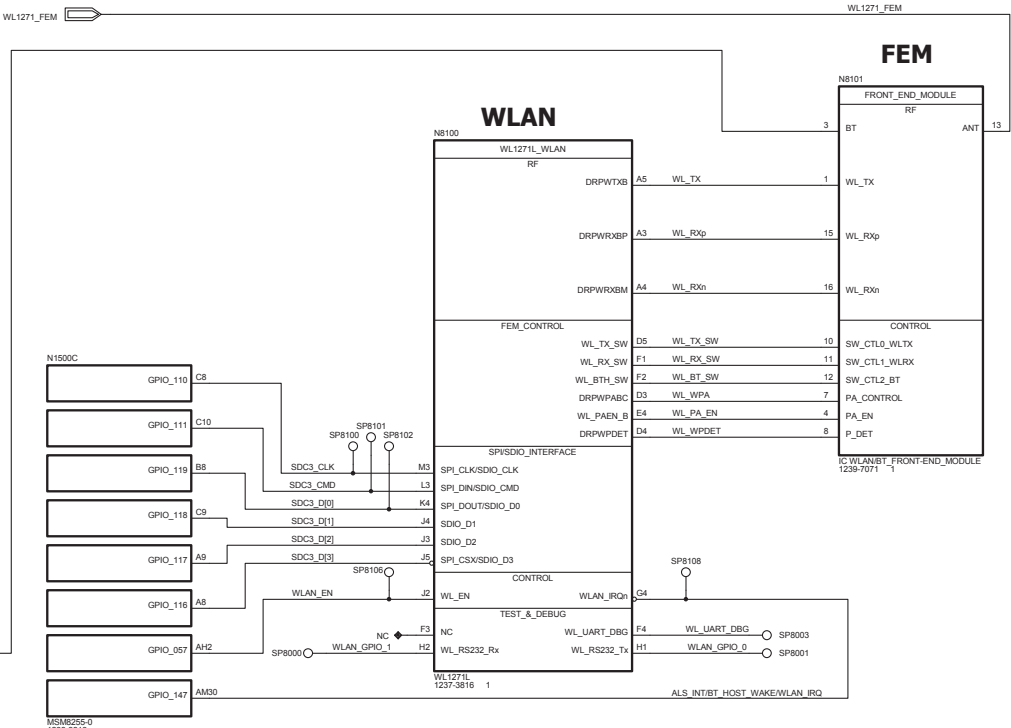 WL1271_FEM
WL1271_FEM
FEM
N8101
FRONT_END_MODULE
RF
3 BT
ANT 13
WLAN
N8100
WL1271L_WLAN
RF
DRPWTXB A5 WL_TX 1 WL_TX
DRPWRXBP A3 WL_RXp 15 WL_RXp
DRPWRXBM A4 WL_RXn 16 WL_RXn
FEM_CONTROL
CONTROL
WL_TX_SW D5 WL_TX_SW 10 SW_CTL0_WLTX
WL_RX_SW F1 WL_RX_SW 11 SW_CTL1_WLRX
WL_BTH_SW F2 WL_BT_SW 12 SW_CTL2_BT
DRPWPABC D3 WL_WPA 7 PA_CONTROL
WL_PAEN_B E4 WL_PA_EN 4 PA_EN
DRPWPDET D4 WL_WPDET 8 P_DET
IC WLAN/BT_FRONT-END_MODULE
1239-7071 1
N1500C
GPIO_110 C8
GPIO_111 C10
GPIO_119 B8
GPIO_118 C9
GPIO_117 A9
GPIO_116 A8
GPIO_057 AH2
GPIO_147 AM30
MSM8255-0
SP8101
SP8100
SP8102
SPI/SDIO_INTERFACE
SDC3_CLK M3 SPI_CLK/SDIO_CLK
SDC3_CMD L3 SPI_DIN/SDIO_CMD
SDC3_D[0] K4 SPI_DOUT/SDIO_D0
SDC3_D[1] J4 SDIO_D1
SDC3_D[2] J3 SDIO_D2
SDC3_D[3] J5 SPI_CSX/SDIO_D3
SP8106
SP8108
CONTROL
WLAN_EN J2 WL_EN
WLAN_IRQn G4
TEST_&_DEBUG
NC F3 NC
WL_UART_DBG F4 WL_UART_DBG SP8003
SP8000 WLAN_GPIO_1 H2 WL_RS232_Rx
WL_RS232_Tx H1 WLAN_GPIO_0 SP8001
WL1271L
1237-3816 1
ALS_INT/BT_HOST_WAKE/WLAN_IRQ